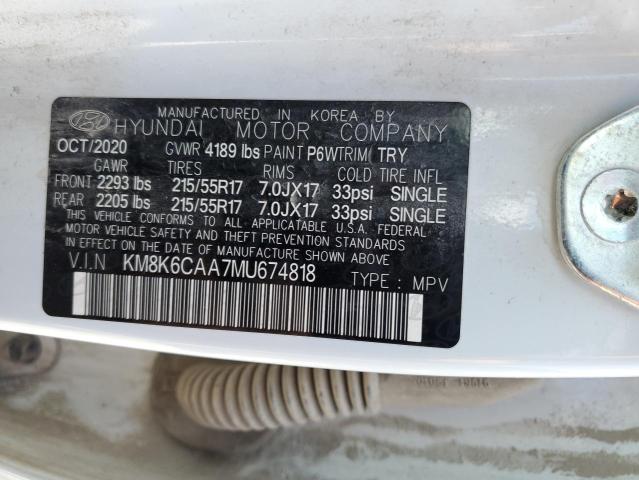 MANUFACTURED IN KOREA BY
HYUNDAI MOTOR COMPANY
OCT/2020 GVWR 4189 lbs PAINT P6W TRIM TRY
GAWR TIRES RIMS COLD TIRE INFL
FRONT 2293 lbs 215/55R17 7.0JX17 33psi SINGLE
REAR 2205 lbs 215/55R17 7.0JX17 33psi SINGLE
THIS VEHICLE CONFORMS TO ALL APPLICATABLE U.S.A. FEDERAL
MOTOR VEHICLE SAFETY AND THEFT PREVENTION STANDARDS
IN EFFECT ON THE DATE OF MANUFACTURE SHOWN ABOVE
V.I.N KM8K6CAA7MU674818 TYPE : MPV